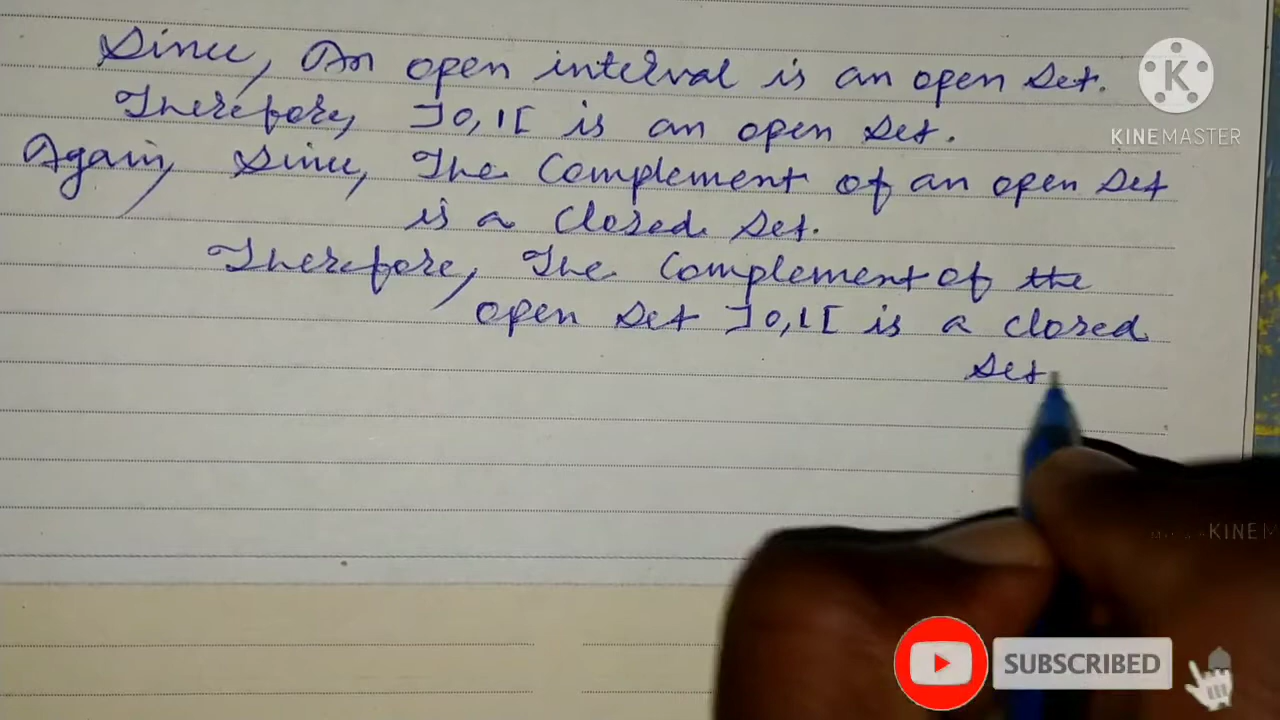 Since, An open interval is an open set.
Therefore, ]0,1[ is an open set.
Again, Since, The Complement of an open set
is a Closed set.
Therefore, The Complement of the
open set ]0,1[ is a closed
set
K
KINEMASTER
KINEM
SUBSCRIBED